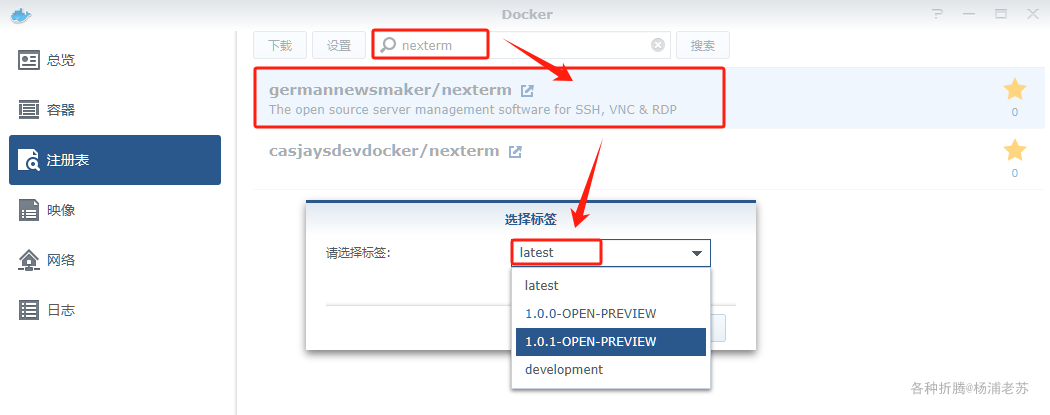 Docker
总览
容器
注册表
映像
网络
日志
下载 设置 nexterm 搜索
germannewsmaker/nexterm
The open source server management software for SSH, VNC & RDP
0
casjaysdevdocker/nexterm
0
选择标签
请选择标签: latest
latest
1.0.0-OPEN-PREVIEW
1.0.1-OPEN-PREVIEW
development
各种折腾@杨浦老苏